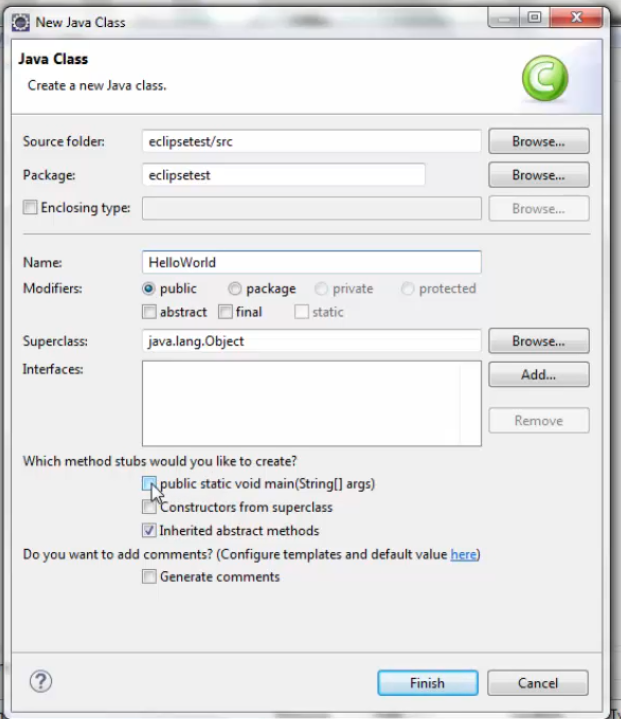 New Java Class
Java Class
Create a new Java class.
Source folder: eclipsetest/src Browse...
Package: eclipsetest Browse...
Enclosing type: Browse...
Name: HelloWorld
Modifiers: public package private protected
abstract final static
Superclass: java.lang.Object Browse...
Interfaces: Add...
Remove
Which method stubs would you like to create?
public static void main(String[] args)
Constructors from superclass
Inherited abstract methods
Do you want to add comments? (Configure templates and default value here)
Generate comments
Finish Cancel